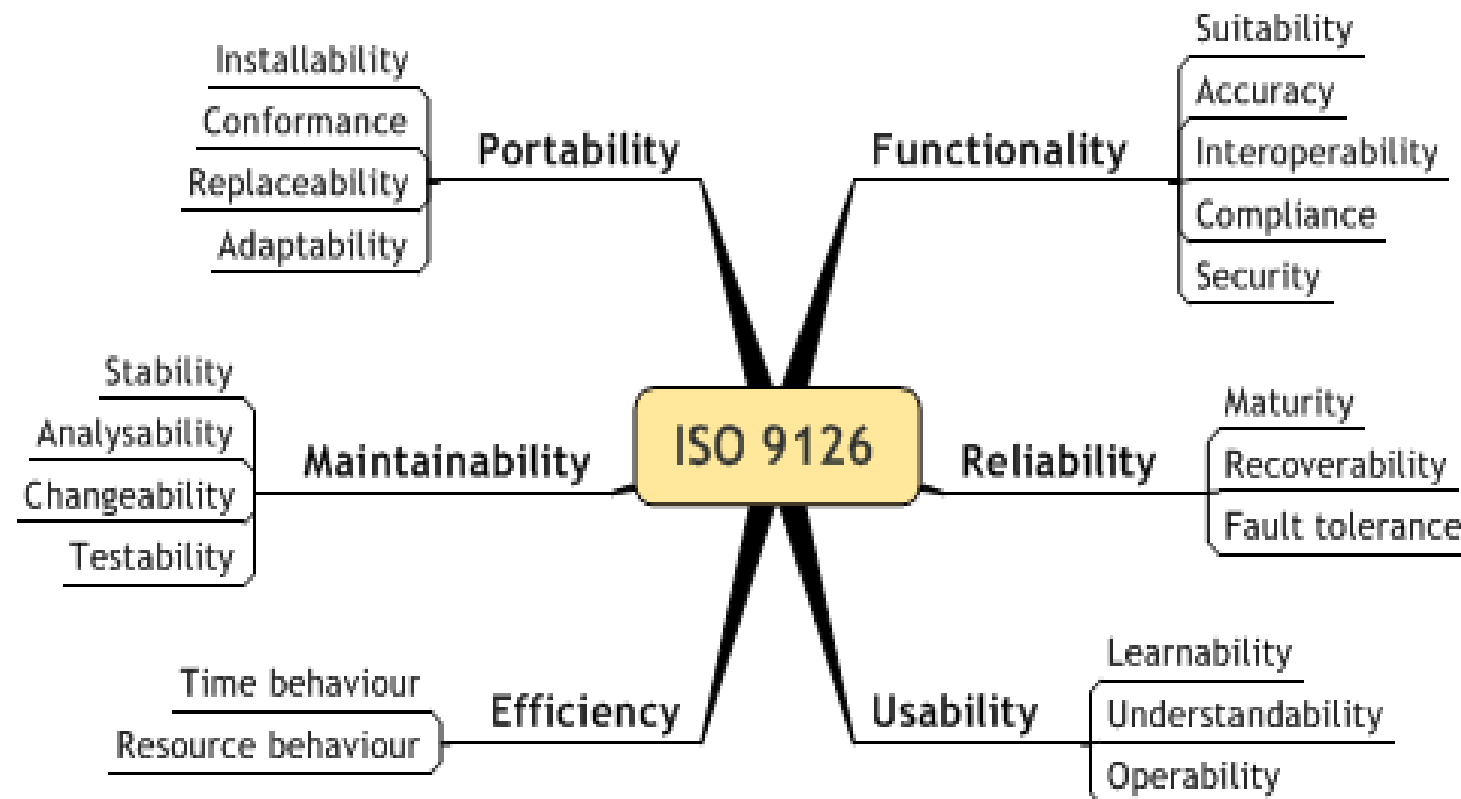 Installability
Conformance
Replaceability
Adaptability
Portability
Functionality
Suitability
Accuracy
Interoperability
Compliance
Security
Stability
Analysability
Changeability
Testability
Maintainability
ISO 9126
Reliability
Maturity
Recoverability
Fault tolerance
Time behaviour
Resource behaviour
Efficiency
Usability
Learnability
Understandability
Operability